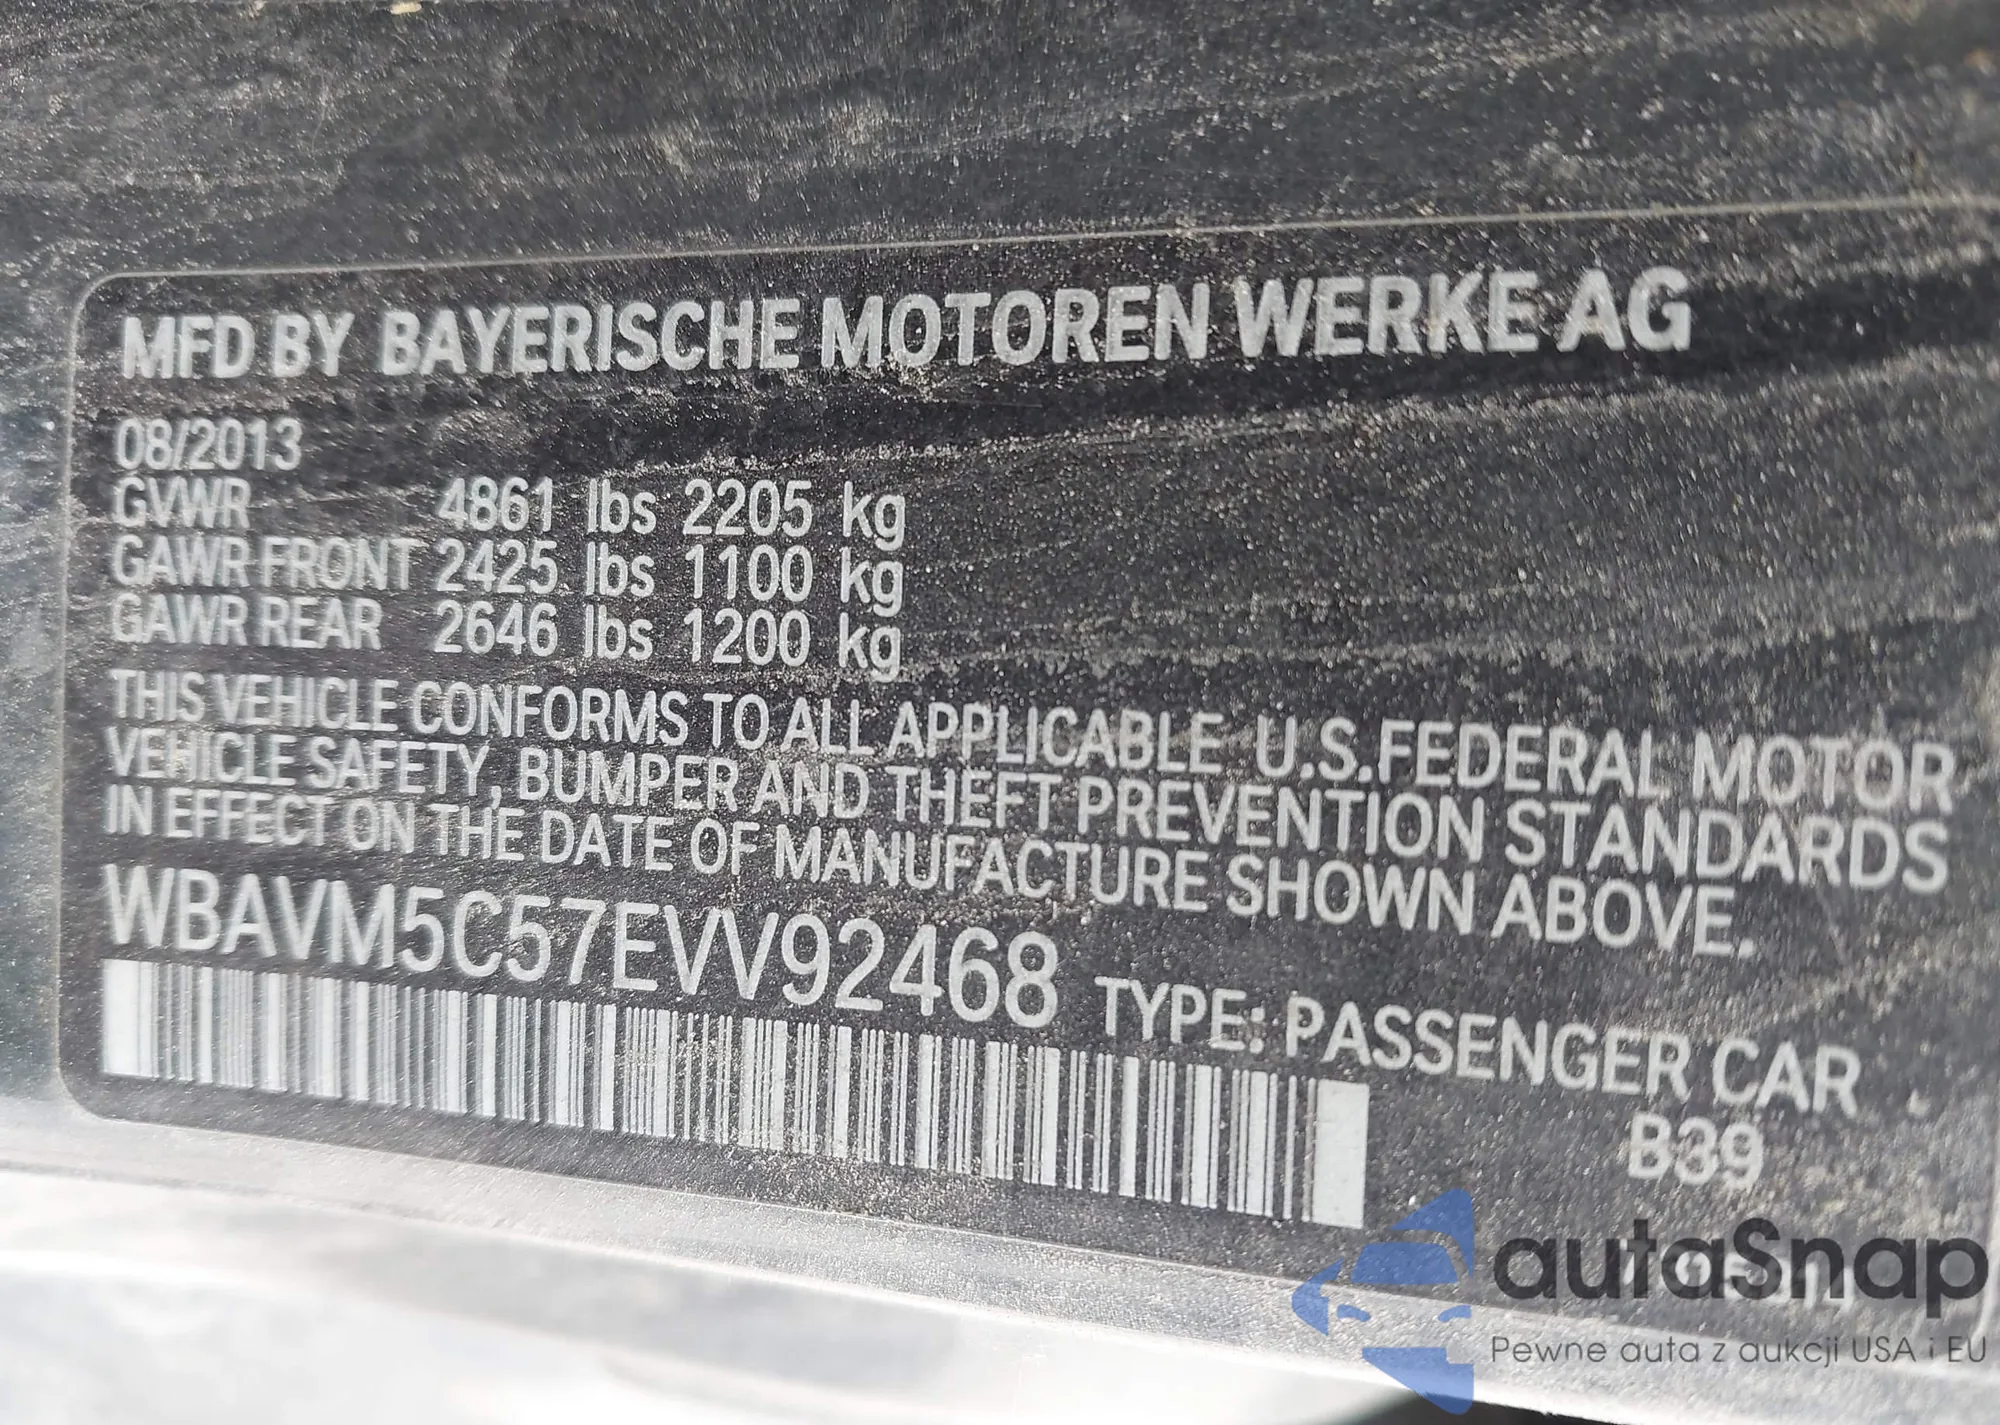 MFD BY BAYERISCHE MOTOREN WERKE AG
08/2013
GVWR 4861 lbs 2205 kg
GAWR FRONT 2425 lbs 1100 kg
GAWR REAR 2646 lbs 1200 kg
THIS VEHICLE CONFORMS TO ALL APPLICABLE U.S.FEDERAL MOTOR
VEHICLE SAFETY, BUMPER AND THEFT PREVENTION STANDARDS
IN EFFECT ON THE DATE OF MANUFACTURE SHOWN ABOVE.
WBAVM5C57EVV92468 TYPE: PASSENGER CAR
B39
autaSnap
Pewne auta z aukcji USA i EU